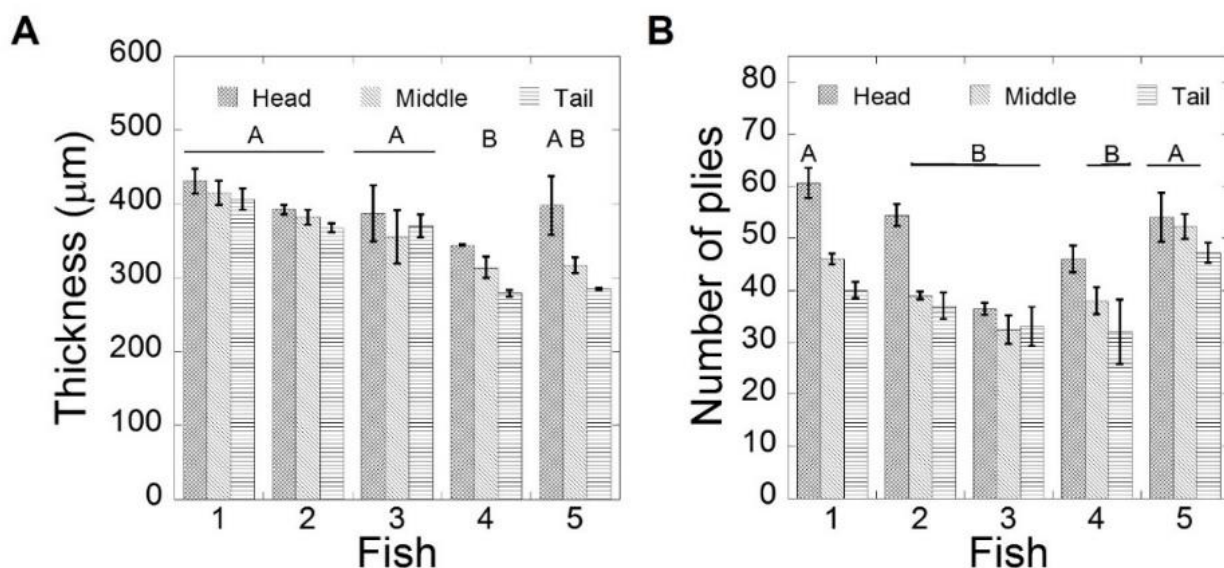 A
Thickness (μm)
600
500
400
300
200
100
0
Head Middle Tail
A A B A B
1 2 3 4 5
Fish
B
Number of plies
80
70
60
50
40
30
20
10
0
Head Middle Tail
A B B A
1 2 3 4 5
Fish